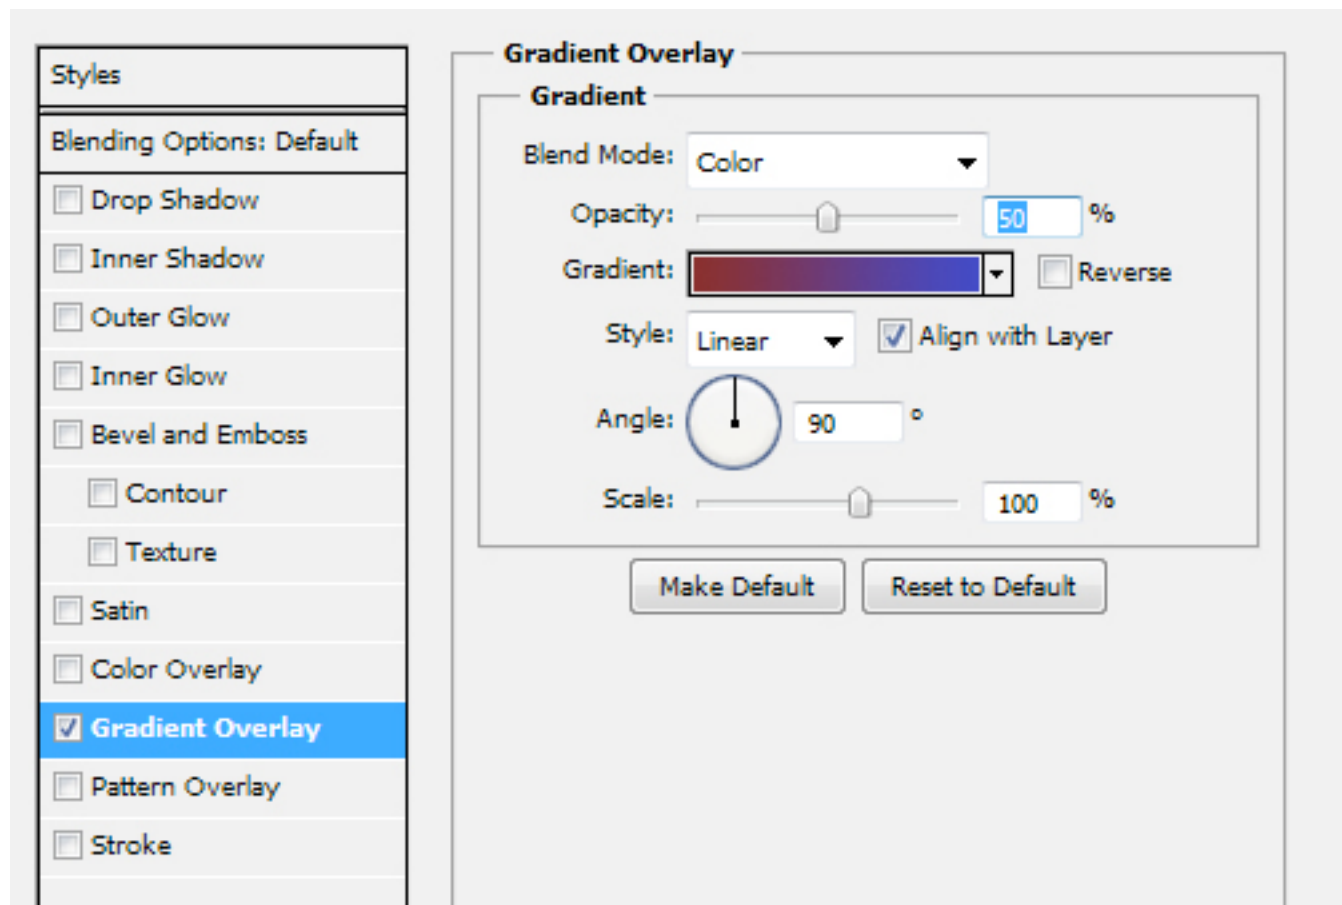 Styles
Blending Options: Default
Drop Shadow
Inner Shadow
Outer Glow
Inner Glow
Bevel and Emboss
Contour
Texture
Satin
Color Overlay
Gradient Overlay
Pattern Overlay
Stroke
Gradient Overlay
Gradient
Blend Mode: Color
Opacity: 50 %
Gradient: Reverse
Style: Linear Align with Layer
Angle: 90 °
Scale: 100 %
Make Default Reset to Default